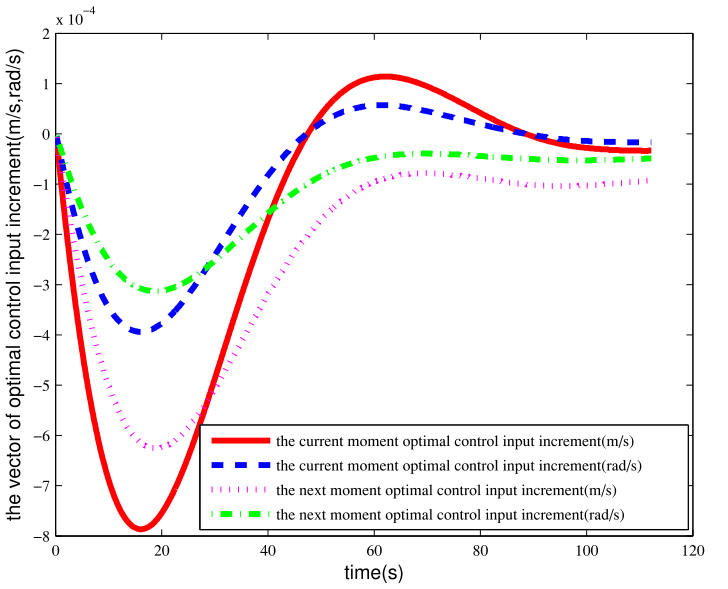 x 10⁻⁴
2
1
0
−1
−2
−3
−4
−5
−6
−7
−8
the vector of optimal control input increment(m/s,rad/s)
the current moment optimal control input increment(m/s)
the current moment optimal control input increment(rad/s)
the next moment optimal control input increment(m/s)
the next moment optimal control input increment(rad/s)
0 20 40 60 80 100 120
time(s)